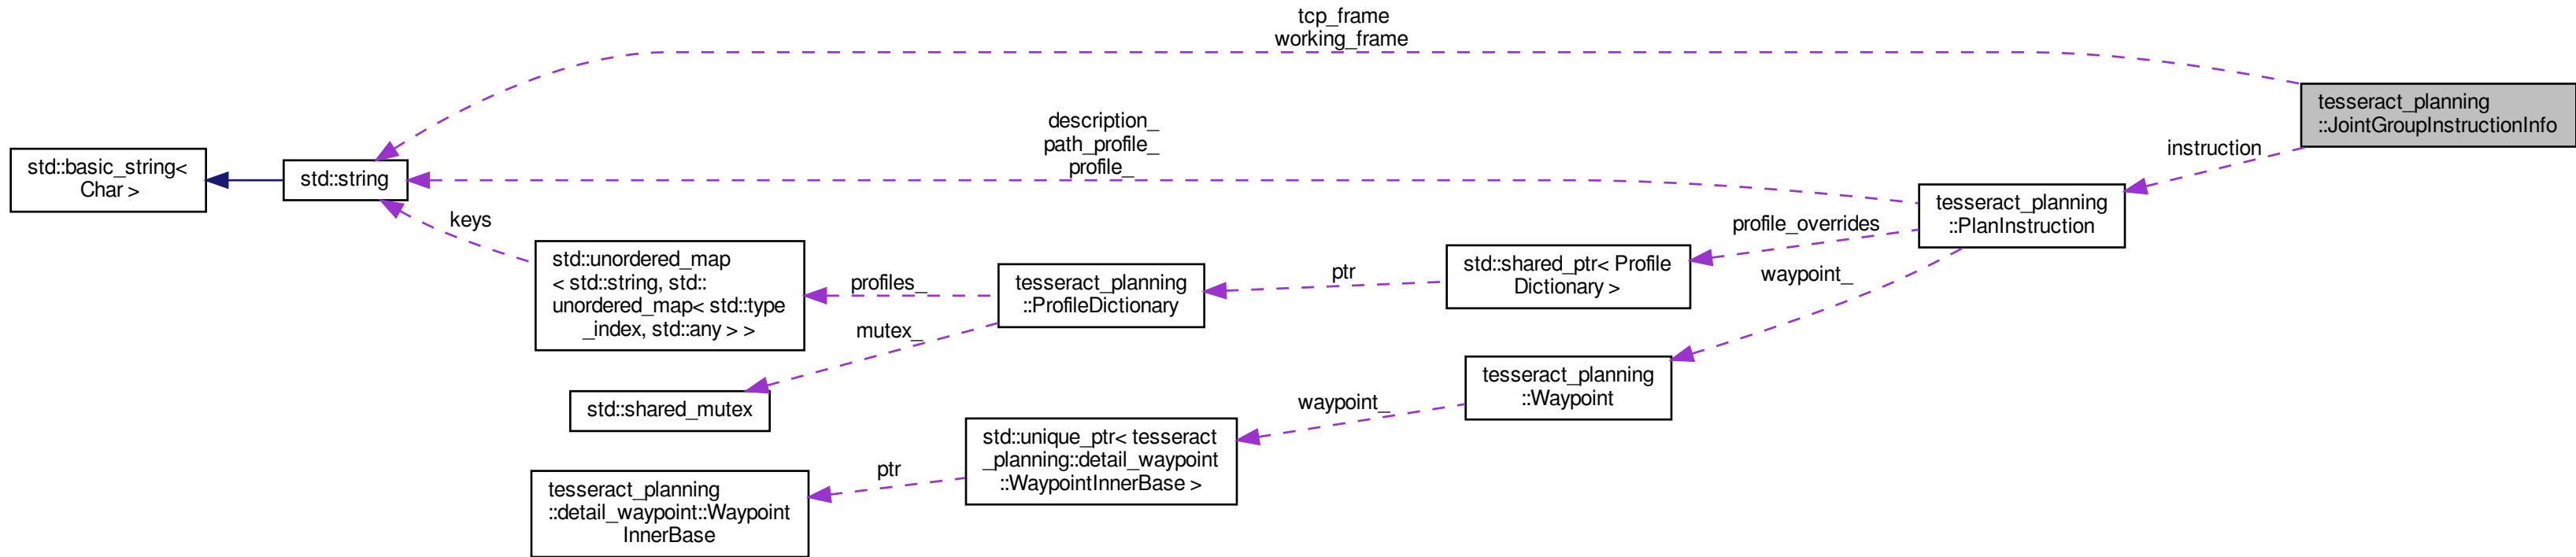 tcp_frame
working_frame
tesseract_planning
::JointGroupInstructionInfo
description_
path_profile_
profile_
instruction
std::basic_string<
Char >
std::string
tesseract_planning
::PlanInstruction
keys
profile_overrides
std::unordered_map
< std::string, std::
unordered_map< std::type
_index, std::any > >
profiles_
tesseract_planning
::ProfileDictionary
ptr
std::shared_ptr< Profile
Dictionary >
waypoint_
mutex_
std::shared_mutex
tesseract_planning
::Waypoint
waypoint_
std::unique_ptr< tesseract
_planning::detail_waypoint
::WaypointInnerBase >
ptr
tesseract_planning
::detail_waypoint::Waypoint
InnerBase